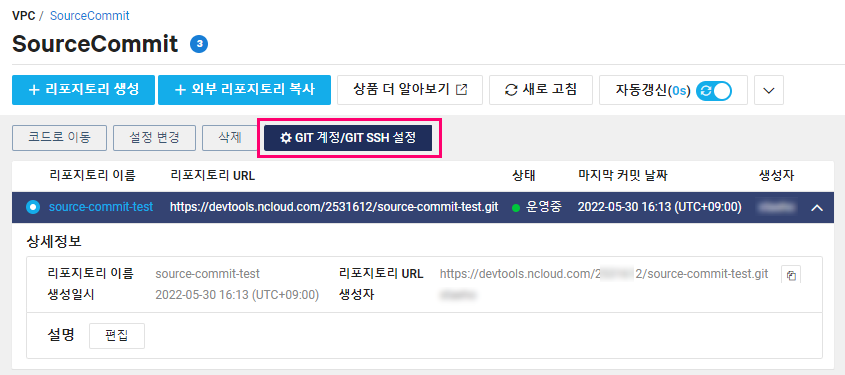 VPC / SourceCommit
SourceCommit 3
+ 리포지토리 생성 + 외부 리포지토리 복사 상품 더 알아보기 새로 고침 자동갱신(0s)
코드로 이동 설정 변경 삭제 GIT 계정/GIT SSH 설정
리포지토리 이름 리포지토리 URL 상태 마지막 커밋 날짜 생성자
source-commit-test https://devtools.ncloud.com/2531612/source-commit-test.git 운영중 2022-05-30 16:13 (UTC+09:00)
상세정보
리포지토리 이름 source-commit-test 리포지토리 URL https://devtools.ncloud.com/2 2/source-commit-test.git
생성일시 2022-05-30 16:13 (UTC+09:00) 생성자
설명 편집